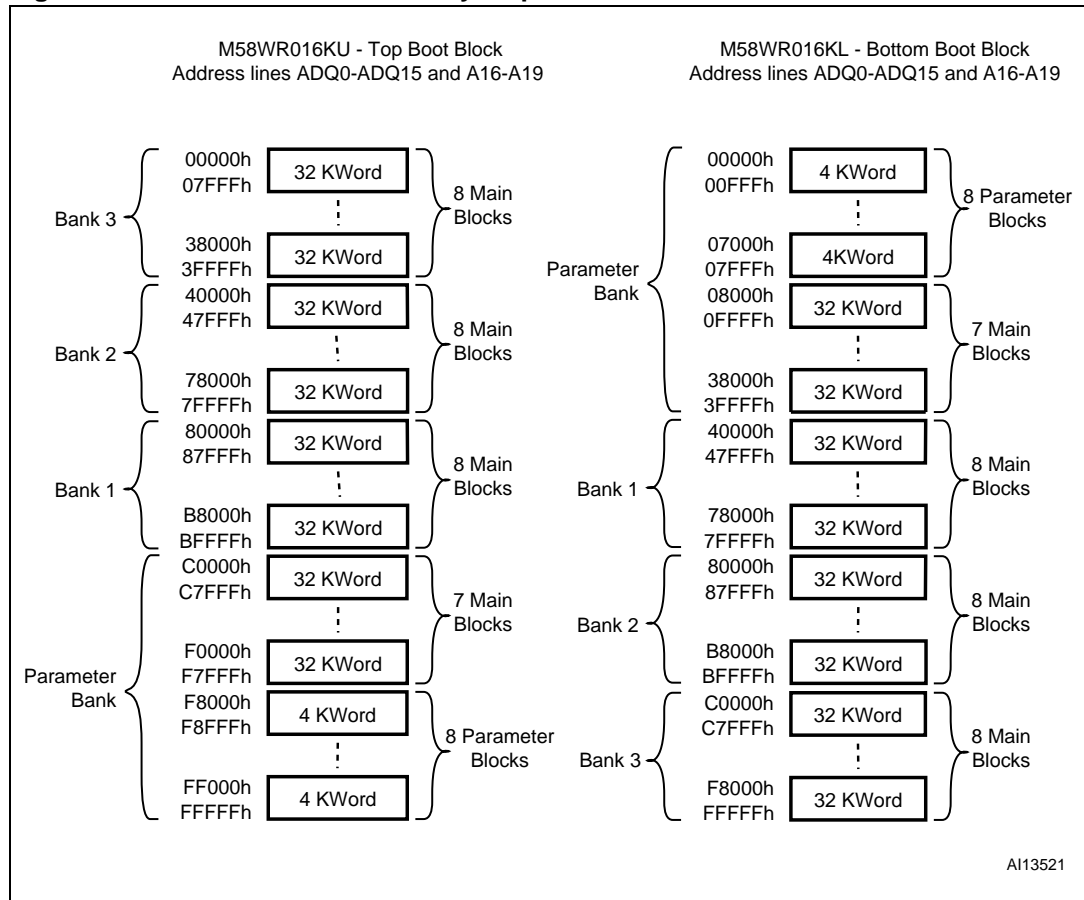 M58WR016KU - Top Boot Block
Address lines ADQ0-ADQ15 and A16-A19
Bank 3
00000h
07FFFh
32 KWord
38000h
3FFFFh
32 KWord
8 Main
Blocks
Bank 2
40000h
47FFFh
32 KWord
78000h
7FFFFh
32 KWord
8 Main
Blocks
Bank 1
80000h
87FFFh
32 KWord
B8000h
BFFFFh
32 KWord
8 Main
Blocks
Parameter
Bank
C0000h
C7FFFh
32 KWord
F0000h
F7FFFh
32 KWord
7 Main
Blocks
F8000h
F8FFFh
4 KWord
FF000h
FFFFFh
4 KWord
8 Parameter
Blocks
M58WR016KL - Bottom Boot Block
Address lines ADQ0-ADQ15 and A16-A19
Parameter
Bank
00000h
00FFFh
4 KWord
07000h
07FFFh
4KWord
8 Parameter
Blocks
08000h
0FFFFh
32 KWord
38000h
3FFFFh
32 KWord
7 Main
Blocks
Bank 1
40000h
47FFFh
32 KWord
78000h
7FFFFh
32 KWord
8 Main
Blocks
Bank 2
80000h
87FFFh
32 KWord
B8000h
BFFFFh
32 KWord
8 Main
Blocks
Bank 3
C0000h
C7FFFh
32 KWord
F8000h
FFFFFh
32 KWord
8 Main
Blocks
AI13521